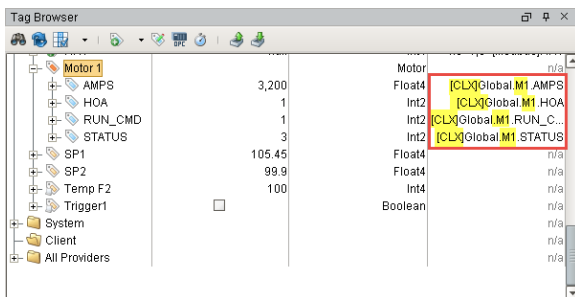 Tag Browser
OPC
Motor 1 Motor n/a
AMPS 3,200 Float4 [CLX]Global.M1.AMPS
HOA 1 Int2 [CLX]Global.M1.HOA
RUN_CMD 1 Int2 [CLX]Global.M1.RUN_C...
STATUS 3 Int2 [CLX]Global.M1.STATUS
SP1 105.45 Float4 n/a
SP2 99.9 Float4 n/a
Temp F2 100 Int4 n/a
Trigger1 Boolean n/a
System n/a
Client n/a
All Providers n/a